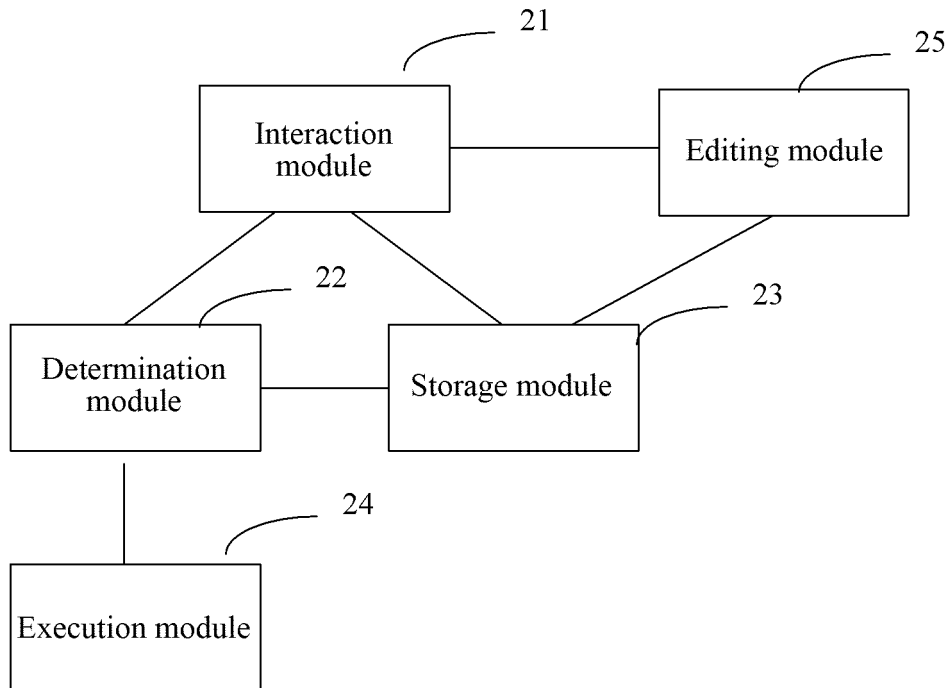 21
25
Interaction
module
Editing module
22
23
Determination
module
Storage module
24
Execution module